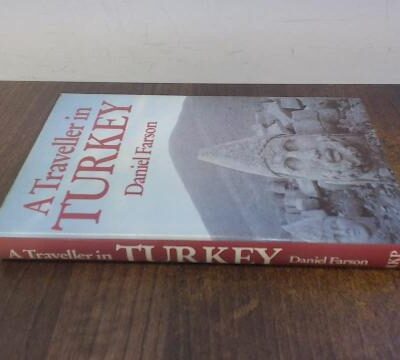 A Traveller in
TURKEY
Daniel Farson
A Traveller in TURKEY Daniel Farson